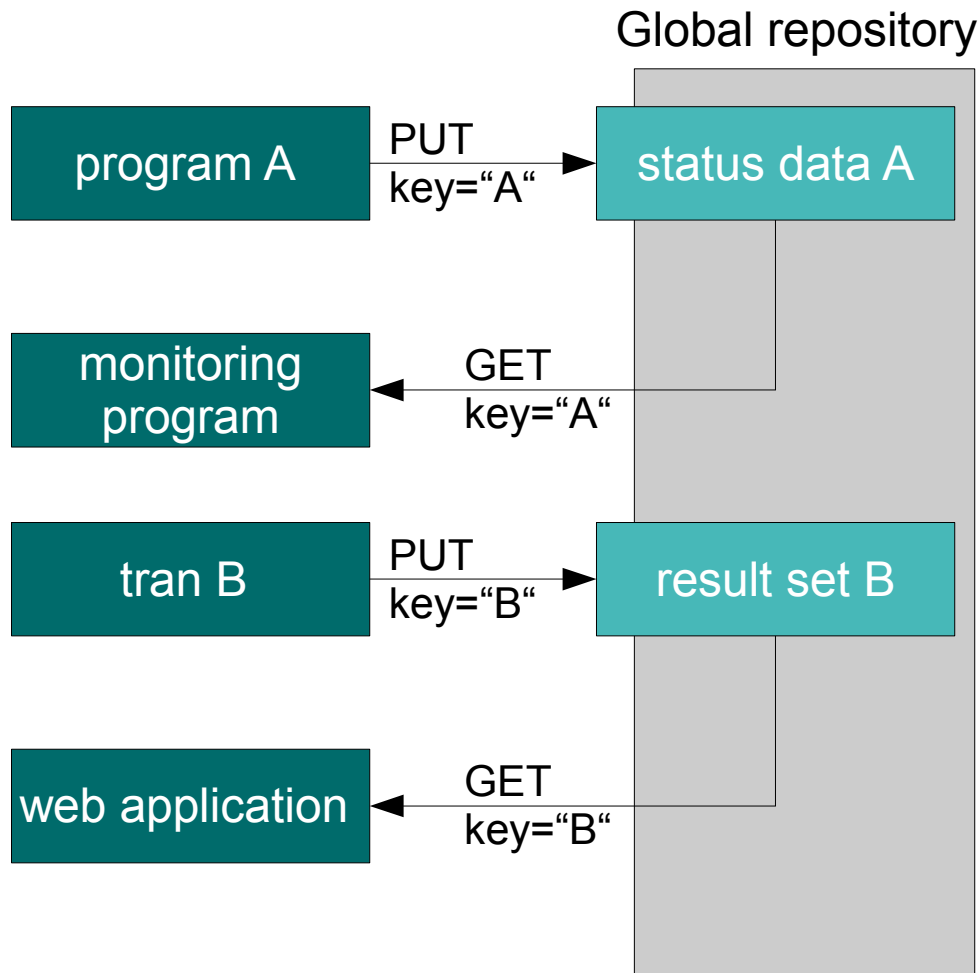 Global repository
program A
PUT
key=“A“
status data A
monitoring
program
GET
key=“A“
tran B
PUT
key=“B“
result set B
web application
GET
key=“B“